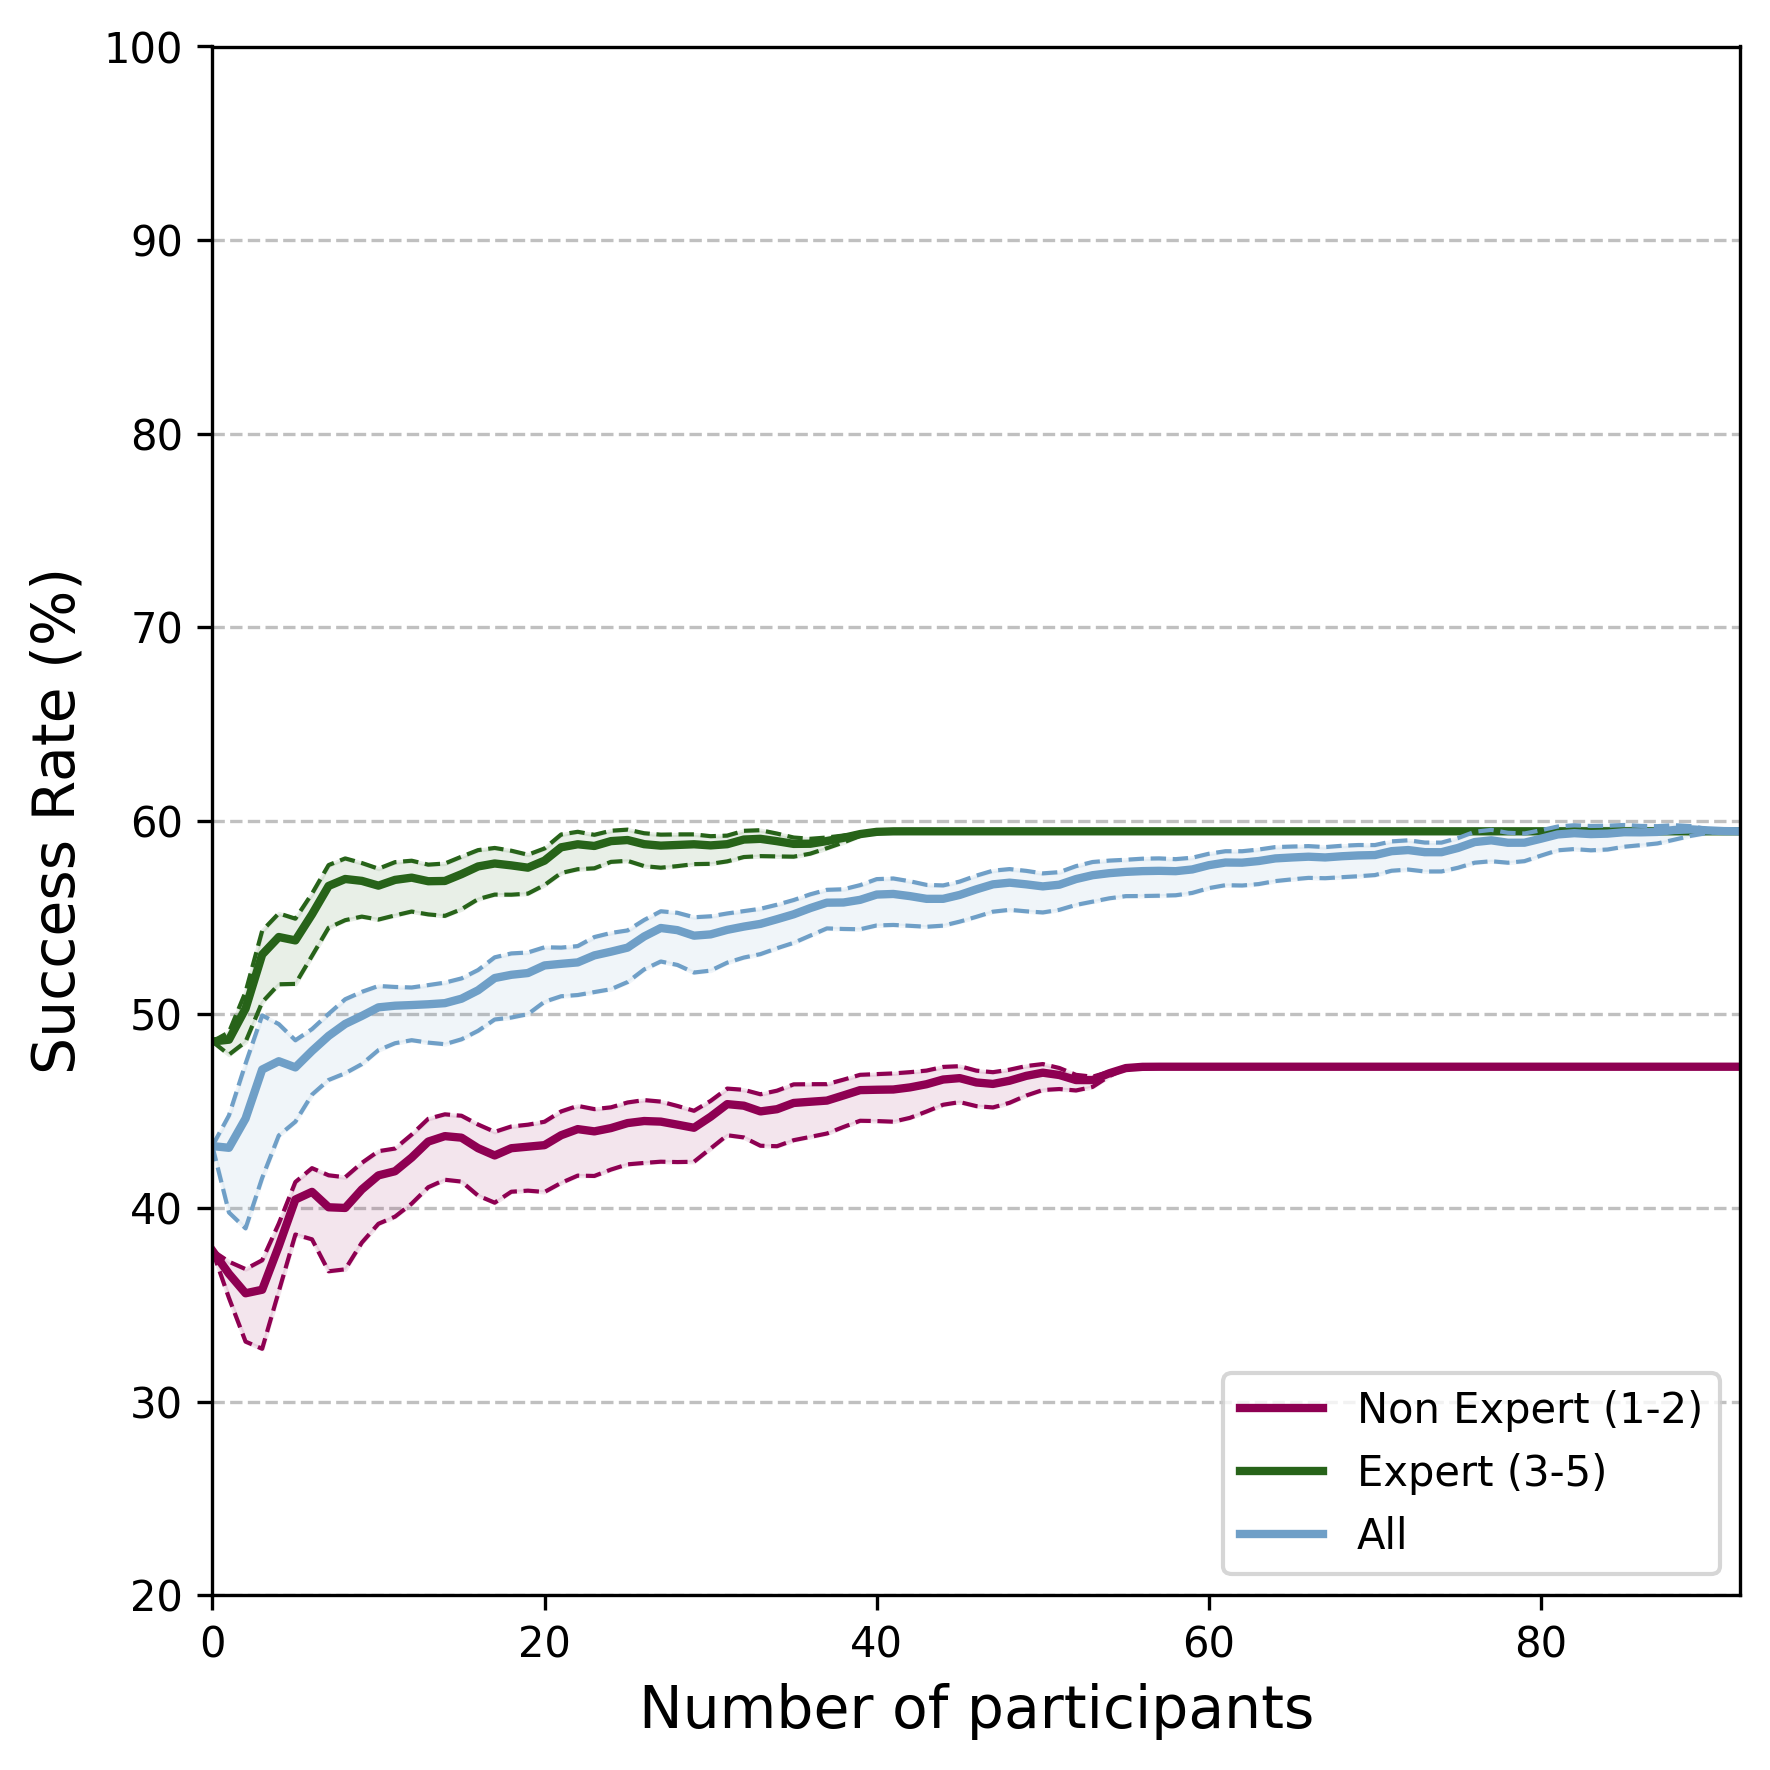 100
90
80
70
60
50
40
30
20
Success Rate (%)
0 20 40 60 80
Number of participants
Non Expert (1-2)
Expert (3-5)
All